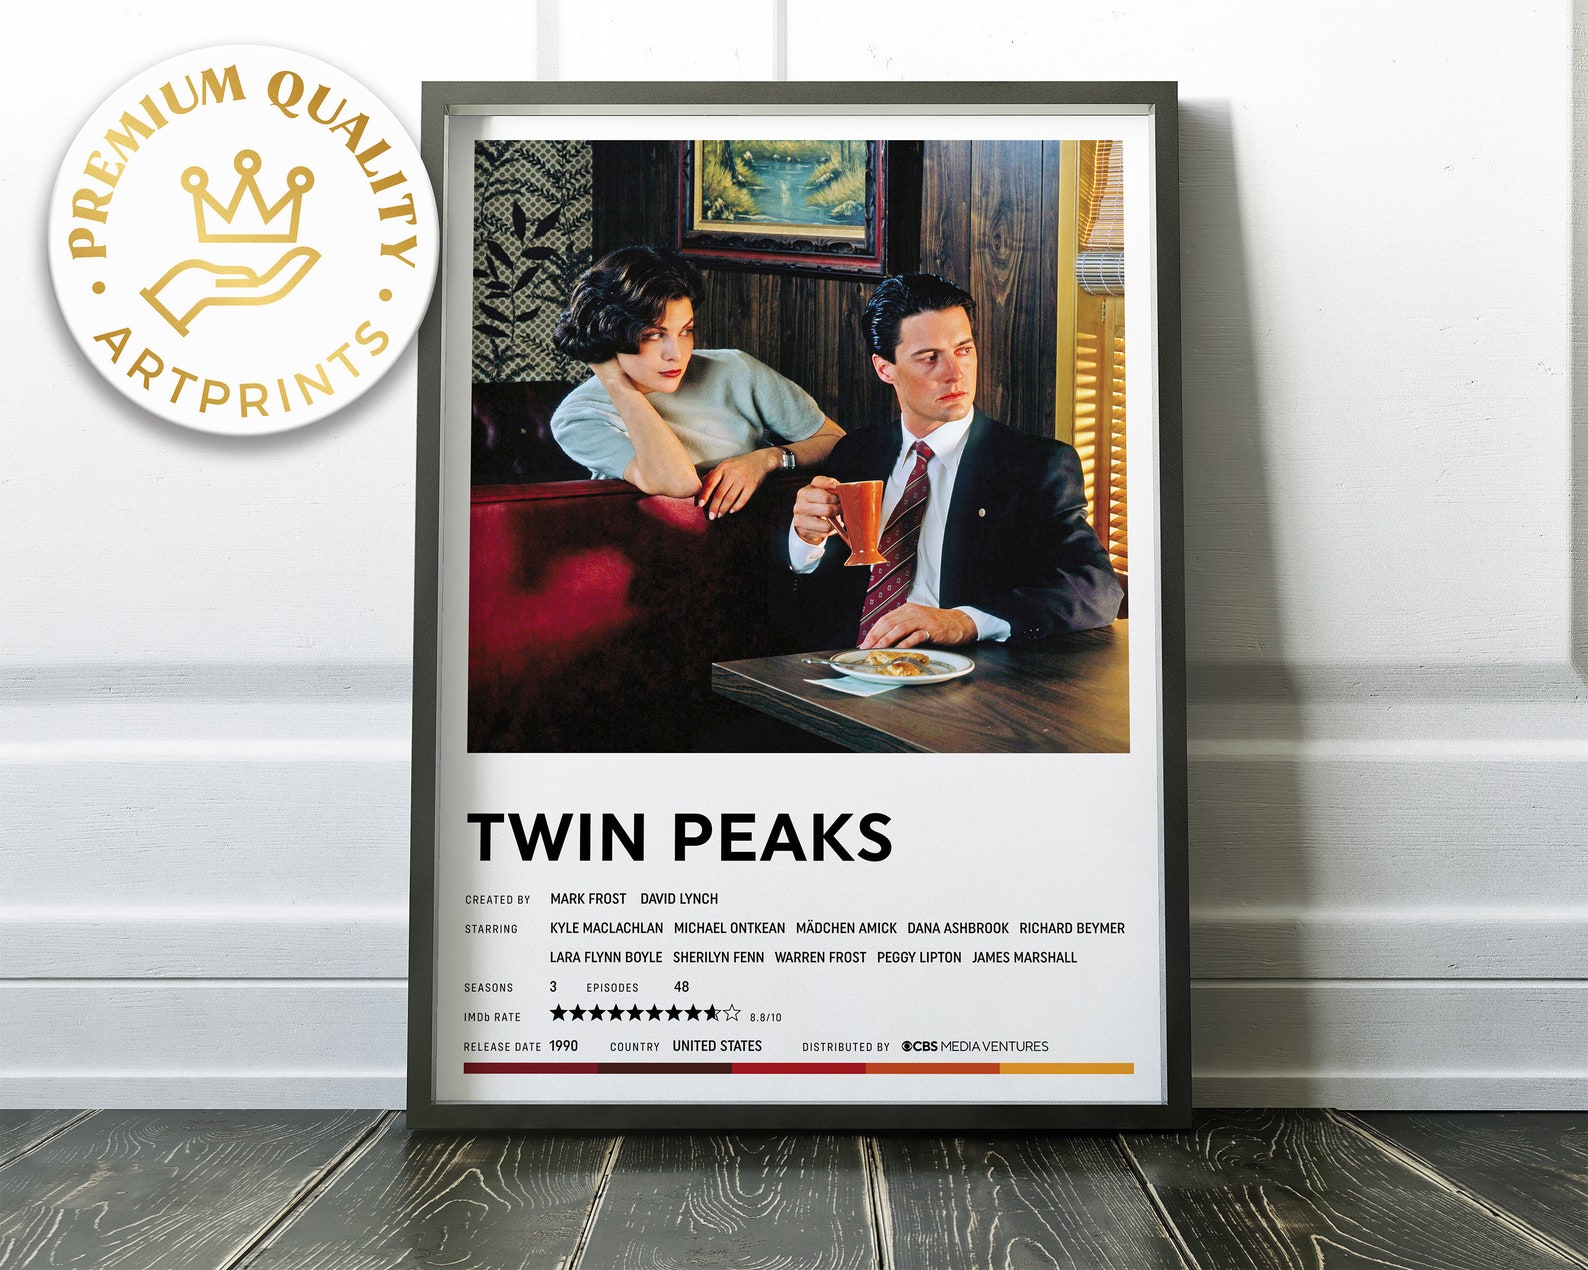 PREMIUM QUALITY
ARTPRINTS
TWIN PEAKS
CREATED BY MARK FROST DAVID LYNCH
STARRING KYLE MACLACHLAN MICHAEL ONTKEAN MÄDCHEN AMICK DANA ASHBROOK RICHARD BEYMER
LARA FLYNN BOYLE SHERILYN FENN WARREN FROST PEGGY LIPTON JAMES MARSHALL
SEASONS 3 EPISODES 48
IMDb RATE 8.8/10
RELEASE DATE 1990 COUNTRY UNITED STATES DISTRIBUTED BY CBS MEDIA VENTURES